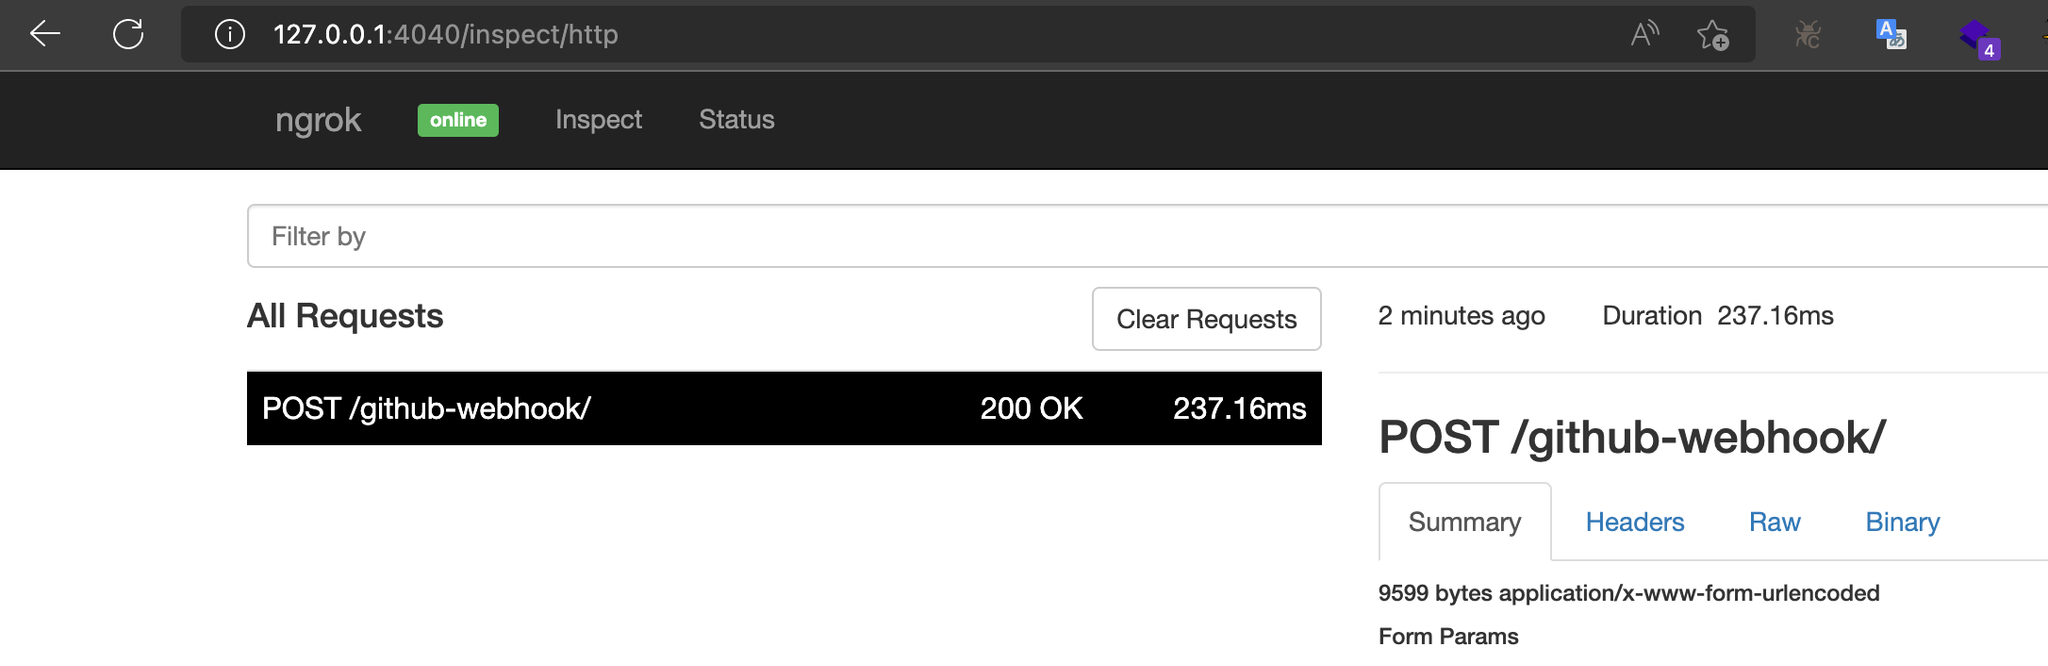 127.0.0.1:4040/inspect/http
A
A あ
4
ngrok online Inspect Status
Filter by
All Requests
Clear Requests
POST /github-webhook/ 200 OK 237.16ms
2 minutes ago Duration 237.16ms
POST /github-webhook/
Summary Headers Raw Binary
9599 bytes application/x-www-form-urlencoded
Form Params